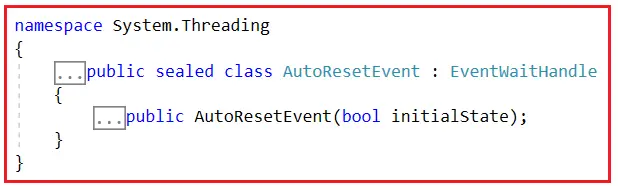 namespace System.Threading
{
...public sealed class AutoResetEvent : EventWaitHandle
{
...public AutoResetEvent(bool initialState);
}
}